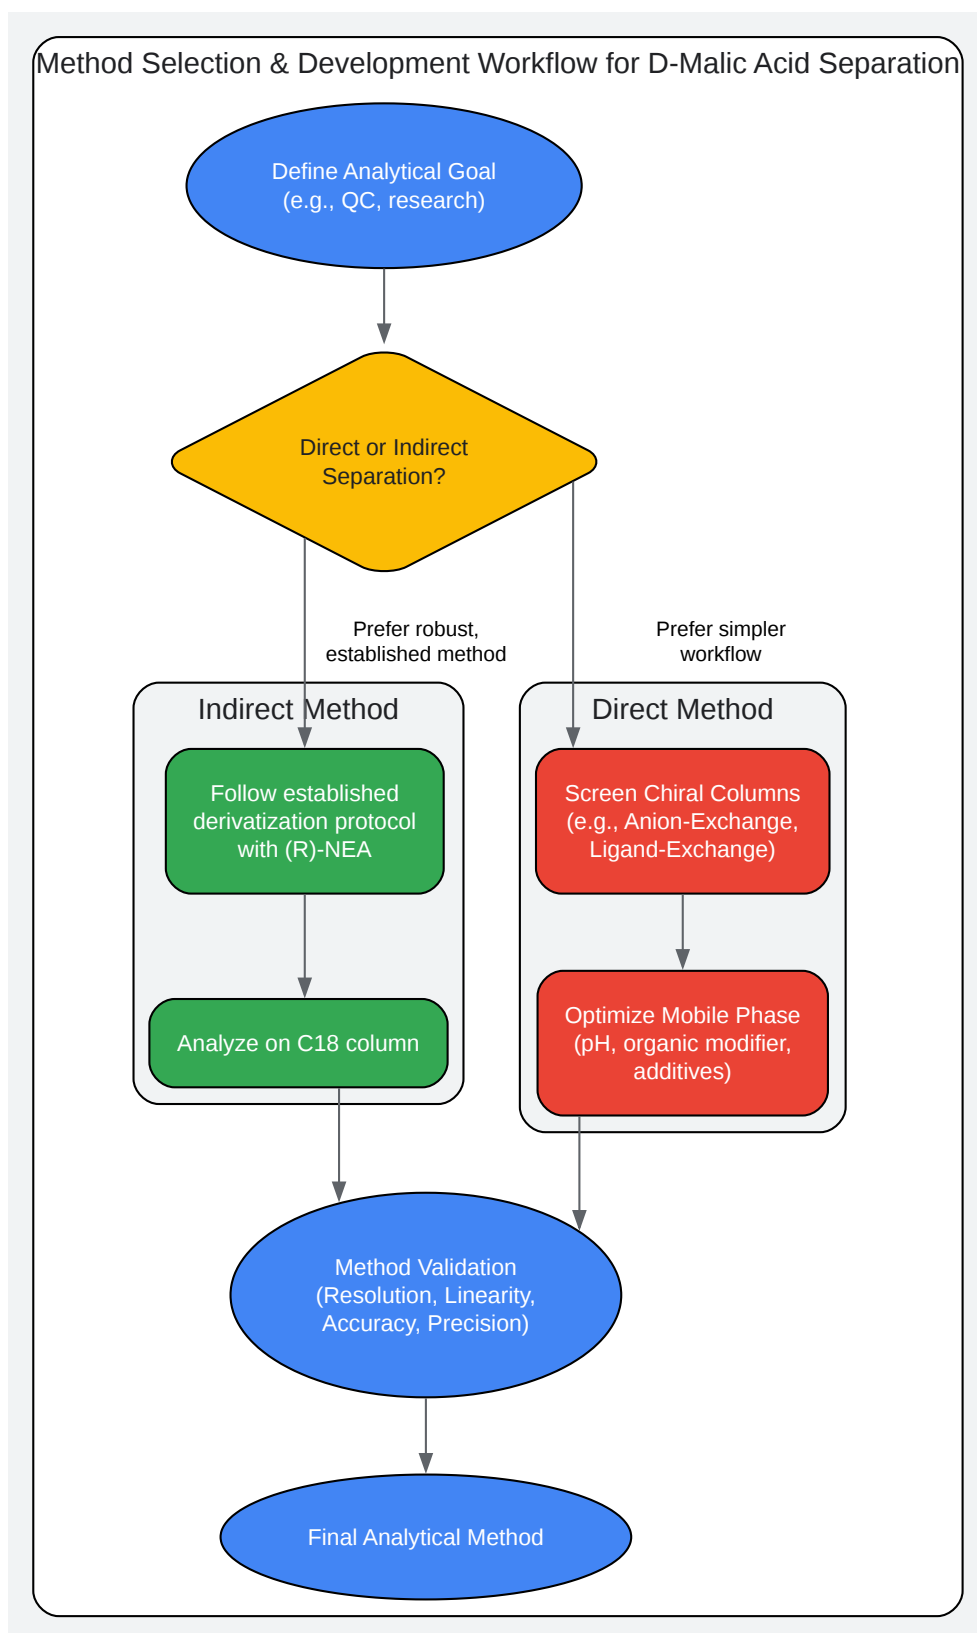 Method Selection & Development Workflow for D-Malic Acid Separation
Define Analytical Goal
(e.g., QC, research)
Direct or Indirect
Separation?
Prefer robust,
established method
Prefer simpler
workflow
Indirect Method
Follow established
derivatization protocol
with (R)-NEA
Analyze on C18 column
Direct Method
Screen Chiral Columns
(e.g., Anion-Exchange,
Ligand-Exchange)
Optimize Mobile Phase
(pH, organic modifier,
additives)
Method Validation
(Resolution, Linearity,
Accuracy, Precision)
Final Analytical Method